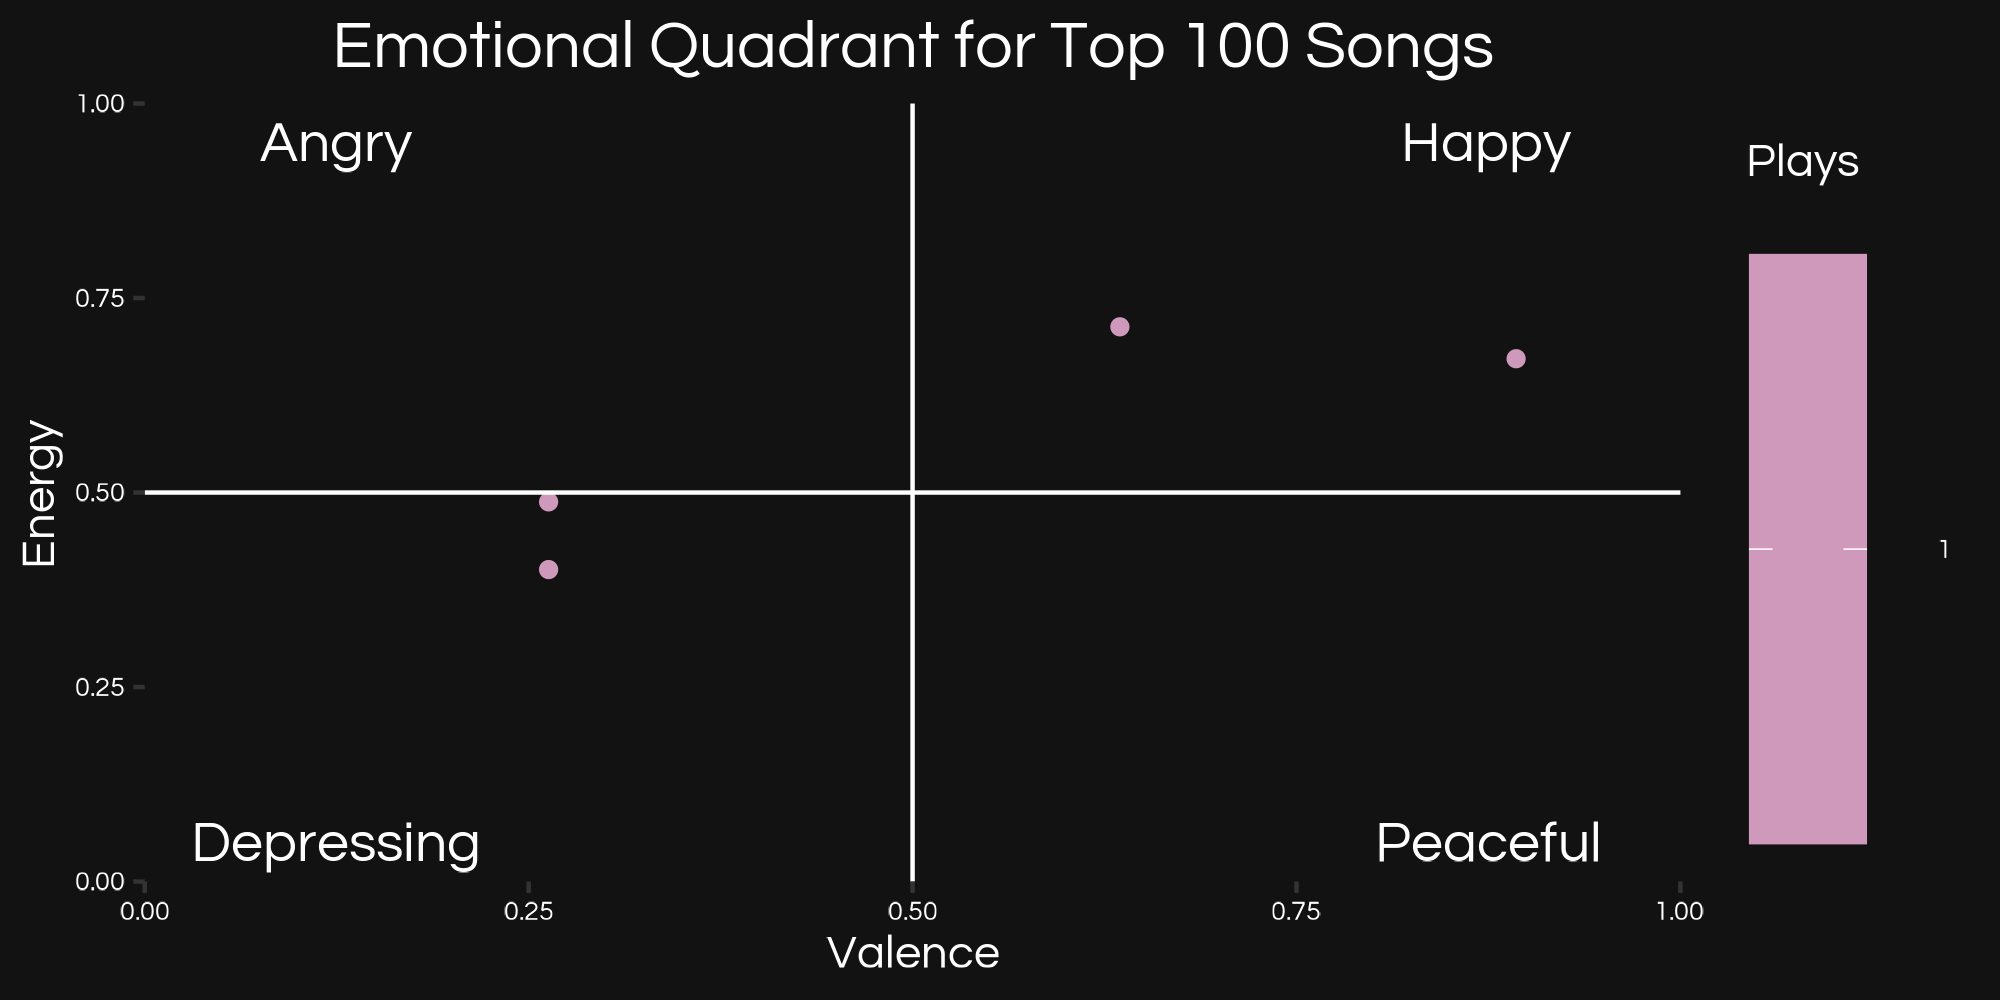 Emotional Quadrant for Top 100 Songs
1.00
Angry
Happy
Plays
0.75
Energy
0.50
1
0.25
Depressing
Peaceful
0.00
0.00 0.25 0.50 0.75 1.00
Valence